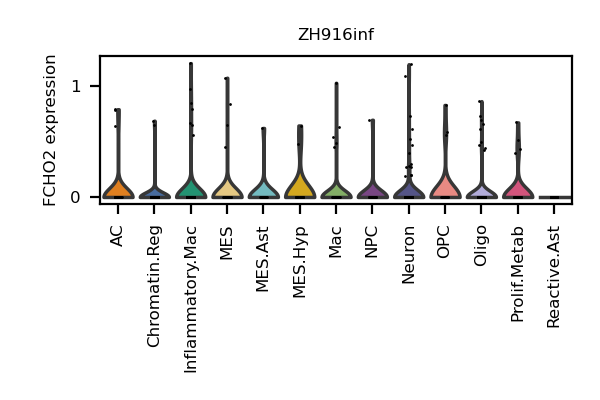 ZH916inf
FCHO2 expression
1
0
AC
Chromatin.Reg
Inflammatory.Mac
MES
MES.Ast
MES.Hyp
Mac
NPC
Neuron
OPC
Oligo
Prolif.Metab
Reactive.Ast